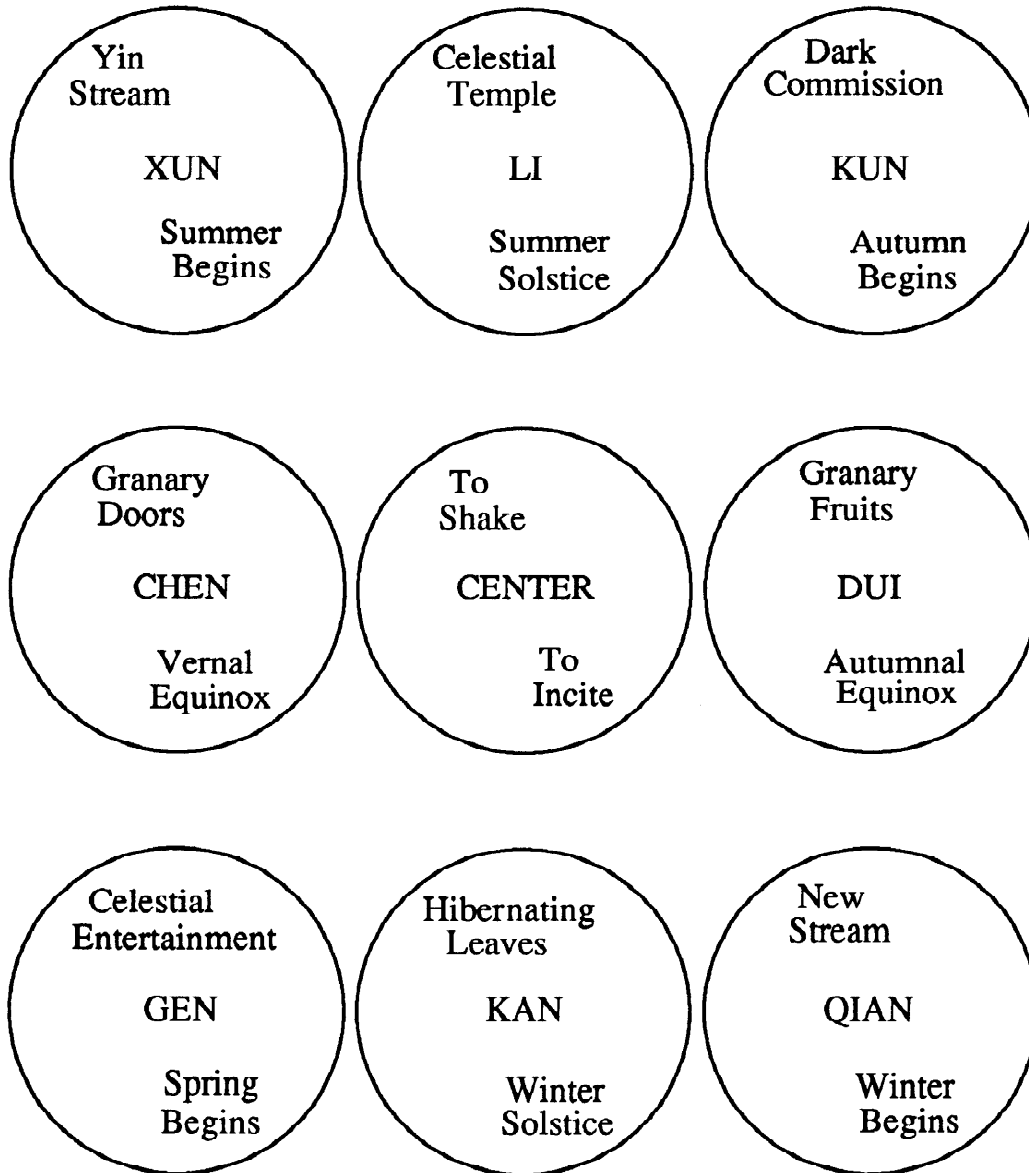 Yin
Stream
XUN
Summer
Begins
Celestial
Temple
LI
Summer
Solstice
Dark
Commission
KUN
Autumn
Begins
Granary
Doors
CHEN
Vernal
Equinox
To
Shake
CENTER
To
Incite
Granary
Fruits
DUI
Autumnal
Equinox
Celestial
Entertainment
GEN
Spring
Begins
Hibernating
Leaves
KAN
Winter
Solstice
New
Stream
QIAN
Winter
Begins